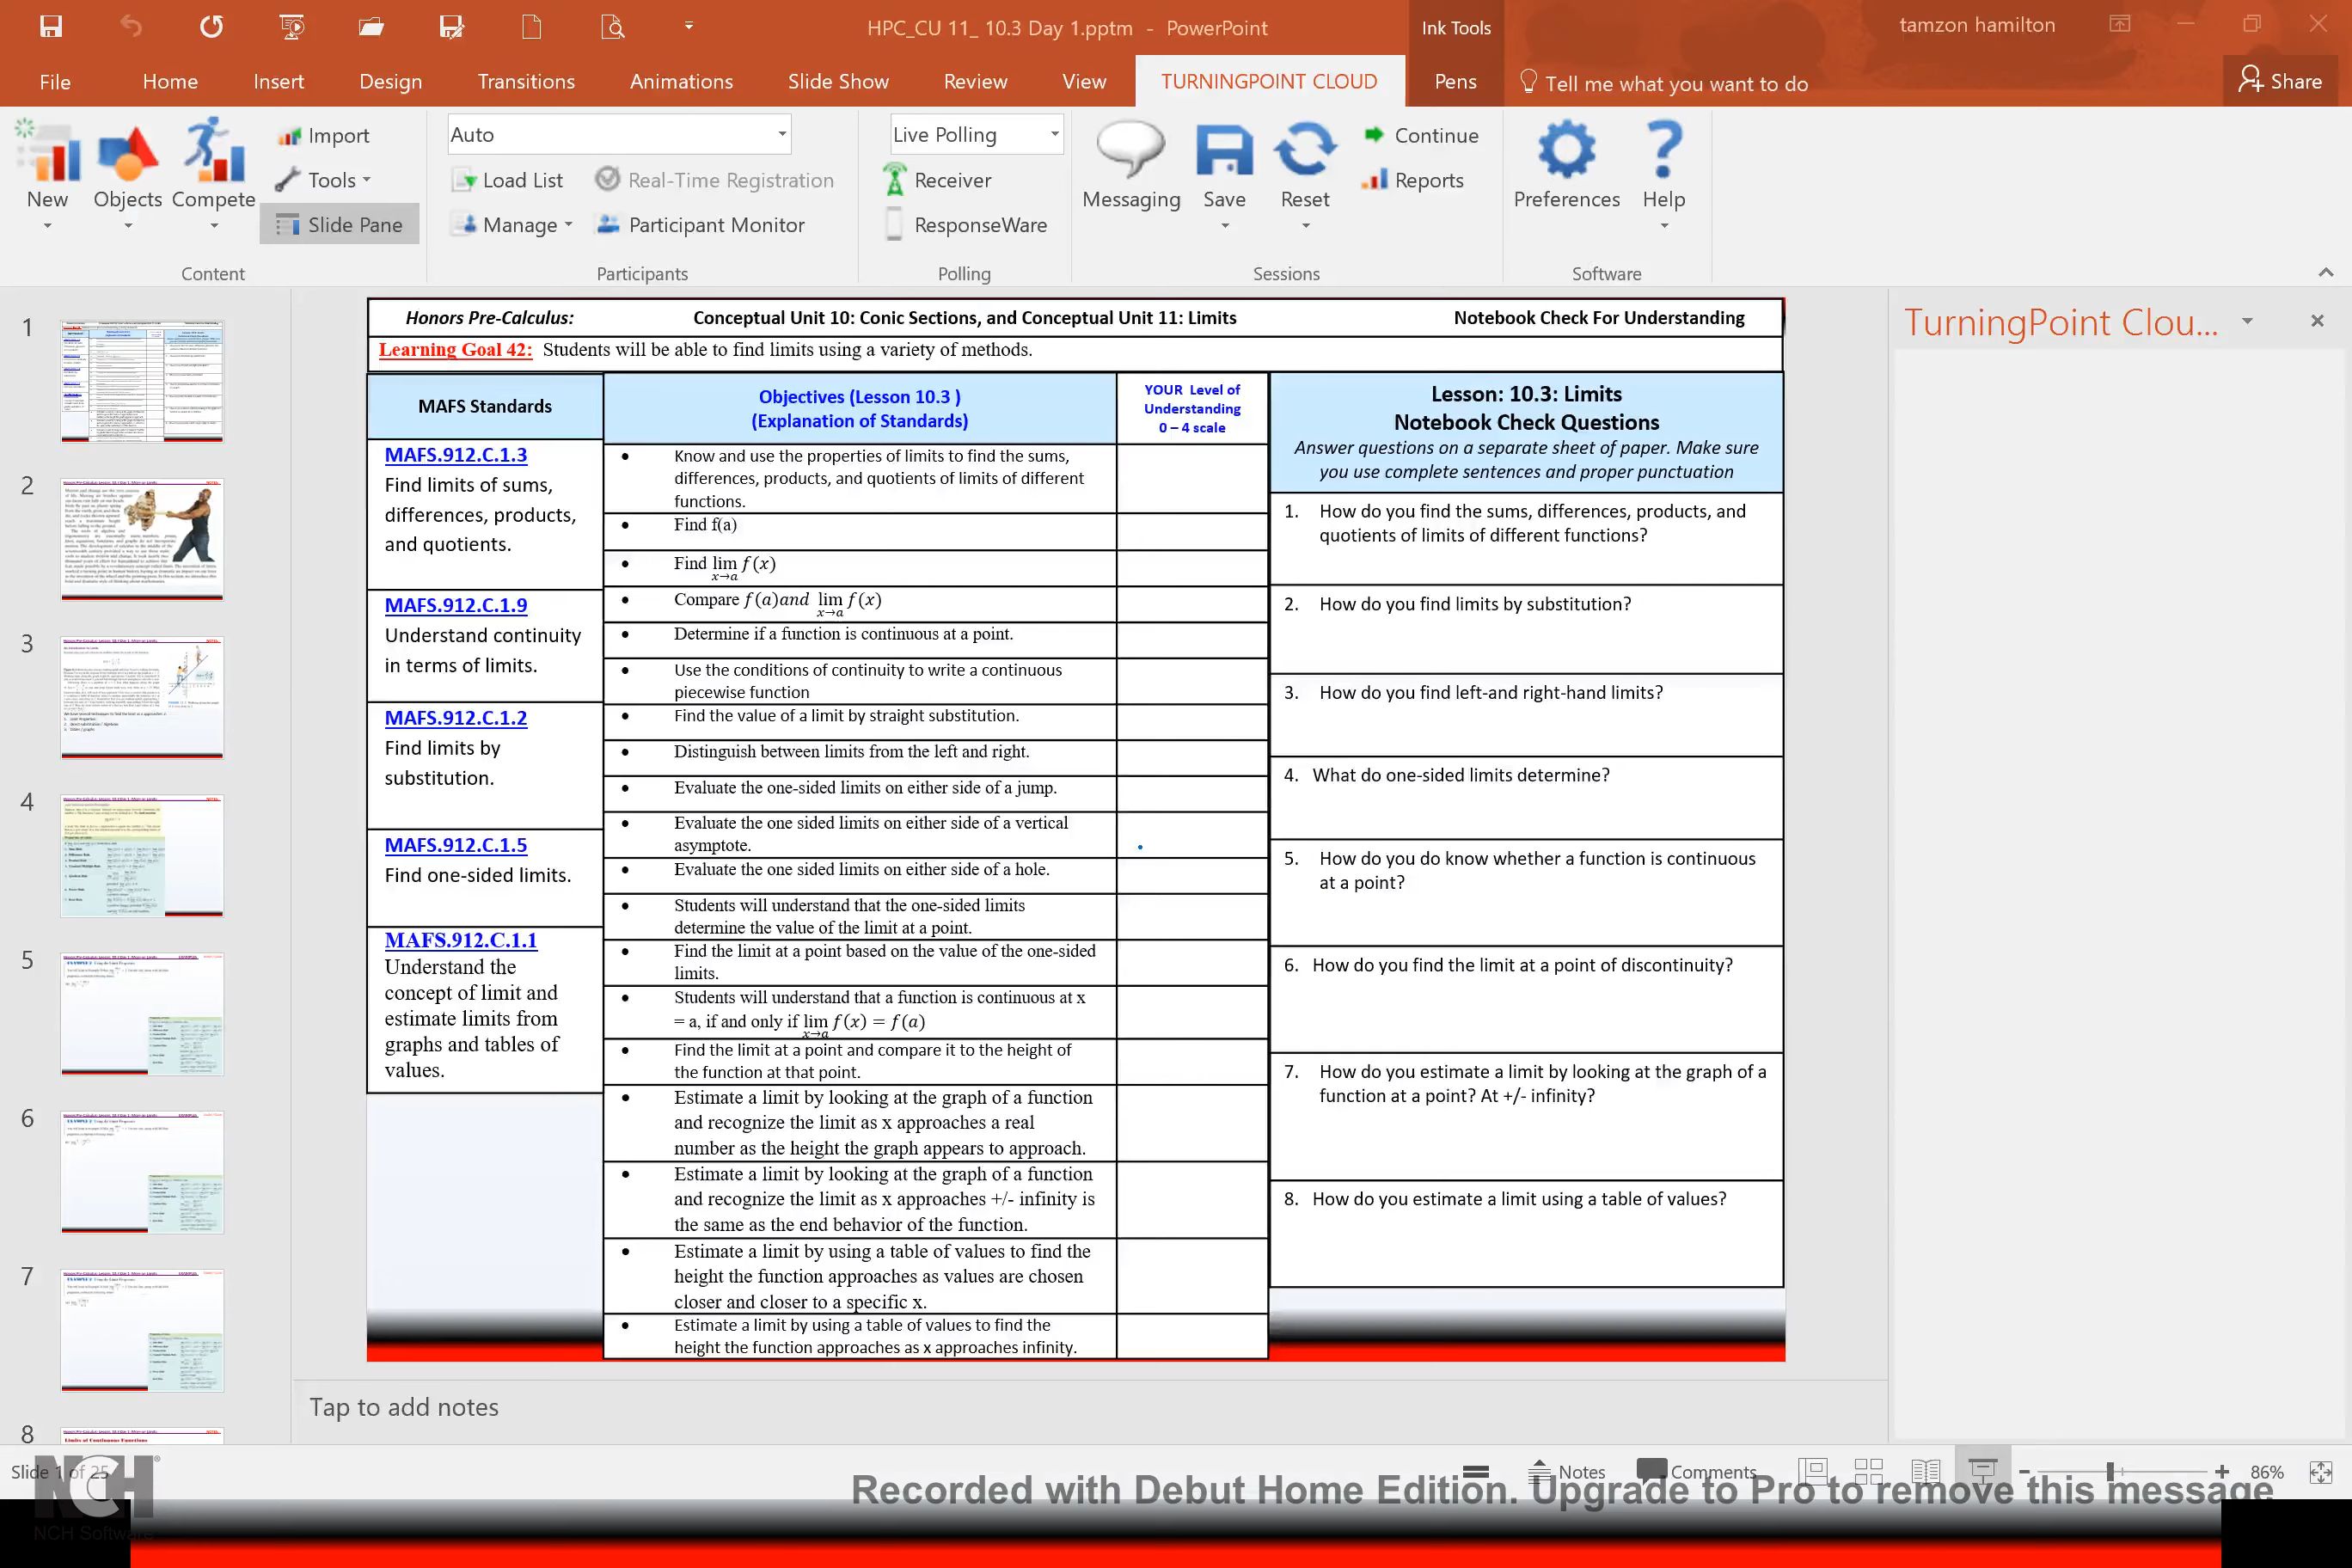 HPC_CU 11_ 10.3 Day 1.pptm - PowerPoint
Ink Tools
tamzon hamilton
File
Home
Insert
Design
Transitions
Animations
Slide Show
Review
View
TURNINGPOINT CLOUD
Pens
Tell me what you want to do
Share
New
Objects
Compete
Import
Tools
Slide Pane
Content
Auto
Load List
Real-Time Registration
Manage
Participant Monitor
Participants
Live Polling
Receiver
ResponseWare
Polling
Messaging
Save
Reset
Continue
Reports
Sessions
Preferences
Help
Software
1
2
3
4
5
6
7
8
Honors Pre-Calculus:
Conceptual Unit 10: Conic Sections, and Conceptual Unit 11: Limits
Notebook Check For Understanding
Learning Goal 42: Students will be able to find limits using a variety of methods.
MAFS Standards
MAFS.912.C.1.3
Find limits of sums,
differences, products,
and quotients.
MAFS.912.C.1.9
Understand continuity
in terms of limits.
MAFS.912.C.1.2
Find limits by
substitution.
MAFS.912.C.1.5
Find one-sided limits.
MAFS.912.C.1.1
Understand the
concept of limit and
estimate limits from
graphs and tables of
values.
Objectives (Lesson 10.3 )
(Explanation of Standards)
YOUR Level of
Understanding
0 – 4 scale
• Know and use the properties of limits to find the sums,
differences, products, and quotients of limits of different
functions.
• Find f(a)
• Find lim f(x)
x→a
• Compare f(a)and lim f(x)
x→a
• Determine if a function is continuous at a point.
• Use the conditions of continuity to write a continuous
piecewise function
• Find the value of a limit by straight substitution.
• Distinguish between limits from the left and right.
• Evaluate the one-sided limits on either side of a jump.
• Evaluate the one sided limits on either side of a vertical
asymptote.
• Evaluate the one sided limits on either side of a hole.
• Students will understand that the one-sided limits
determine the value of the limit at a point.
• Find the limit at a point based on the value of the one-sided
limits.
• Students will understand that a function is continuous at x
= a, if and only if lim f(x) = f(a)
x→a
• Find the limit at a point and compare it to the height of
the function at that point.
• Estimate a limit by looking at the graph of a function
and recognize the limit as x approaches a real
number as the height the graph appears to approach.
• Estimate a limit by looking at the graph of a function
and recognize the limit as x approaches +/- infinity is
the same as the end behavior of the function.
• Estimate a limit by using a table of values to find the
height the function approaches as values are chosen
closer and closer to a specific x.
• Estimate a limit by using a table of values to find the
height the function approaches as x approaches infinity.
Lesson: 10.3: Limits
Notebook Check Questions
Answer questions on a separate sheet of paper. Make sure
you use complete sentences and proper punctuation
1. How do you find the sums, differences, products, and
quotients of limits of different functions?
2. How do you find limits by substitution?
3. How do you find left-and right-hand limits?
4. What do one-sided limits determine?
5. How do you do know whether a function is continuous
at a point?
6. How do you find the limit at a point of discontinuity?
7. How do you estimate a limit by looking at the graph of a
function at a point? At +/- infinity?
8. How do you estimate a limit using a table of values?
TurningPoint Clou...
Tap to add notes
Slide 1 of 25
Notes
Comments
86%
NCH
NCH Software
Recorded with Debut Home Edition. Upgrade to Pro to remove this message